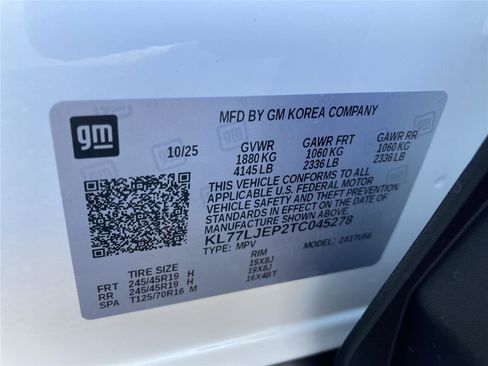 MFD BY GM KOREA COMPANY
gm
10/25 GVWR GAWR FRT GAWR RR
1880 KG 1060 KG 1060 KG
4145 LB 2336 LB 2336 LB
THIS VEHICLE CONFORMS TO ALL
APPLICABLE U.S. FEDERAL MOTOR
VEHICLE SAFETY AND THEFT PREVENTION
STANDARDS IN EFFECT ON THE DATE OF
MANUFACTURE SHOWN ABOVE.
KL77LJEP2TC045278
TYPE: MPV MODEL:
TIRE SIZE RIM
FRT 245/45R19 H 19X8J
RR 245/45R19 H 19X8J
SPA T125/70R16 M 16X4BT